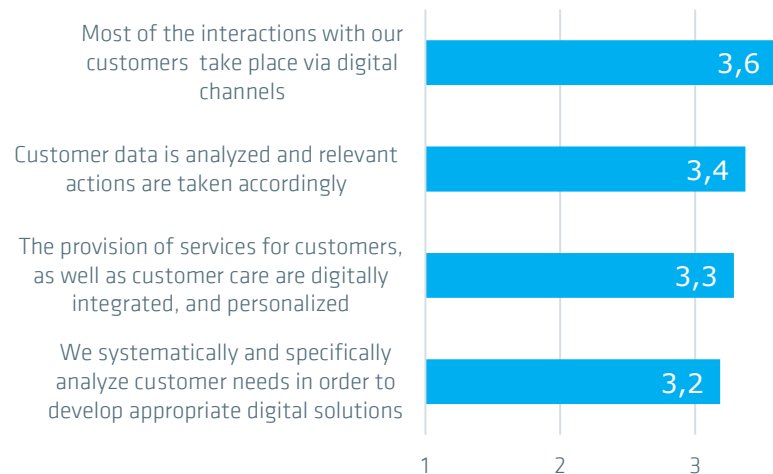 Most of the interactions with our
customers take place via digital
channels
3,6
Customer data is analyzed and relevant
actions are taken accordingly
3,4
The provision of services for customers,
as well as customer care are digitally
integrated, and personalized
3,3
We systematically and specifically
analyze customer needs in order to
develop appropriate digital solutions
3,2
1 2 3